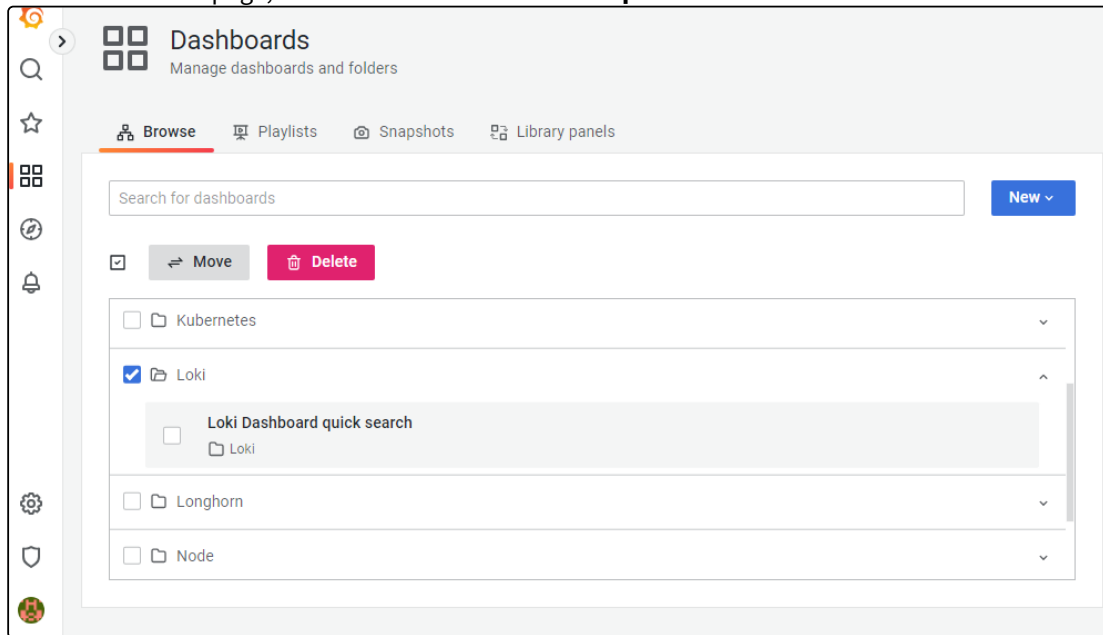 Dashboards
Manage dashboards and folders
Browse Playlists Snapshots Library panels
Search for dashboards
New
Move Delete
Kubernetes
Loki
Loki Dashboard quick search
Loki
Longhorn
Node